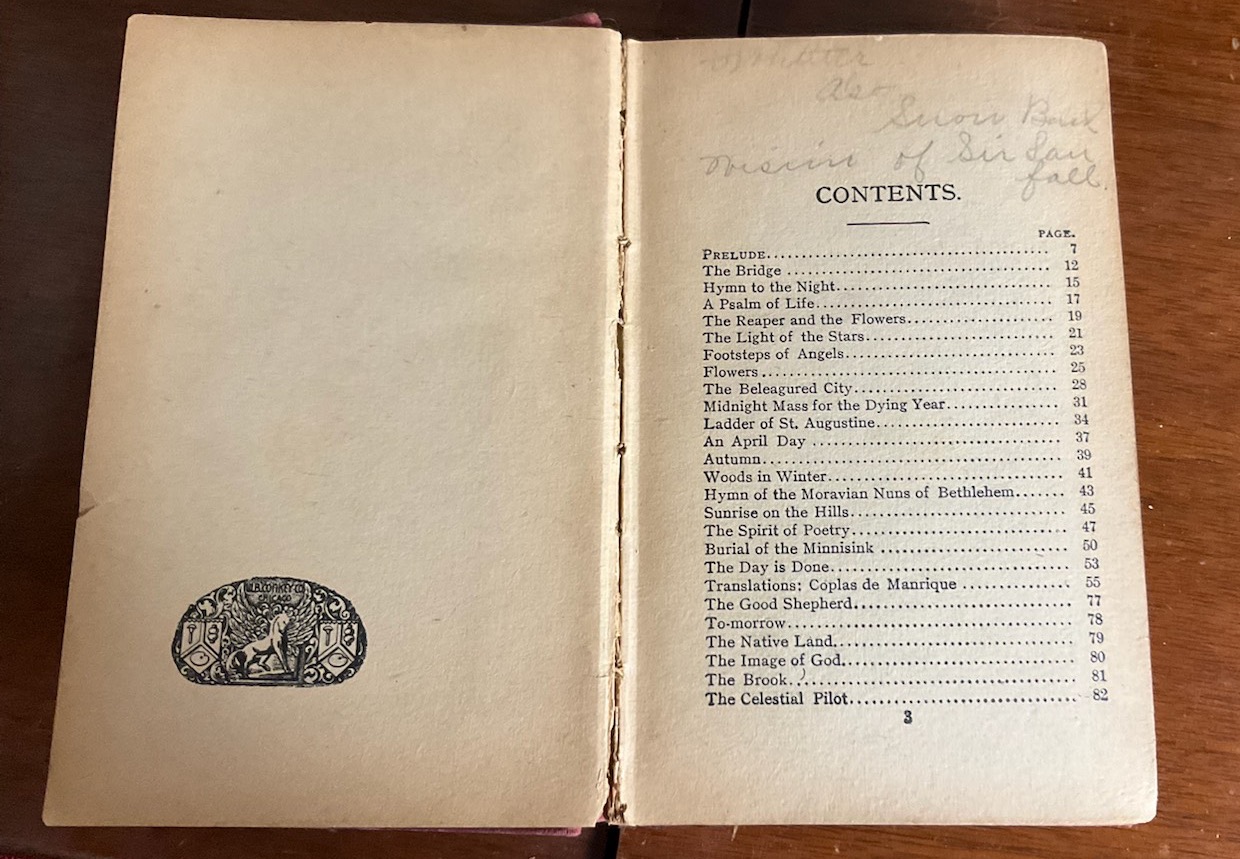 W.B. CONKEY CO.
CHICAGO
Whittier
also
Snow Bank
Vision of Sir Laun
fall.
CONTENTS.
PAGE.
PRELUDE.................................................. 7
The Bridge .................................................. 12
Hymn to the Night.................................................. 15
A Psalm of Life.................................................. 17
The Reaper and the Flowers.................................................. 19
The Light of the Stars.................................................. 21
Footsteps of Angels.................................................. 23
Flowers .................................................. 25
The Beleagured City.................................................. 28
Midnight Mass for the Dying Year.................................................. 31
Ladder of St. Augustine.................................................. 34
An April Day .................................................. 37
Autumn.................................................. 39
Woods in Winter.................................................. 41
Hymn of the Moravian Nuns of Bethlehem....... 43
Sunrise on the Hills.................................................. 45
The Spirit of Poetry.................................................. 47
Burial of the Minnisink .................................................. 50
The Day is Done.................................................. 53
Translations: Coplas de Manrique .............. 55
The Good Shepherd.................................................. 77
To-morrow.................................................. 78
The Native Land.................................................. 79
The Image of God.................................................. 80
The Brook.................................................. 81
The Celestial Pilot.................................................. 82
3